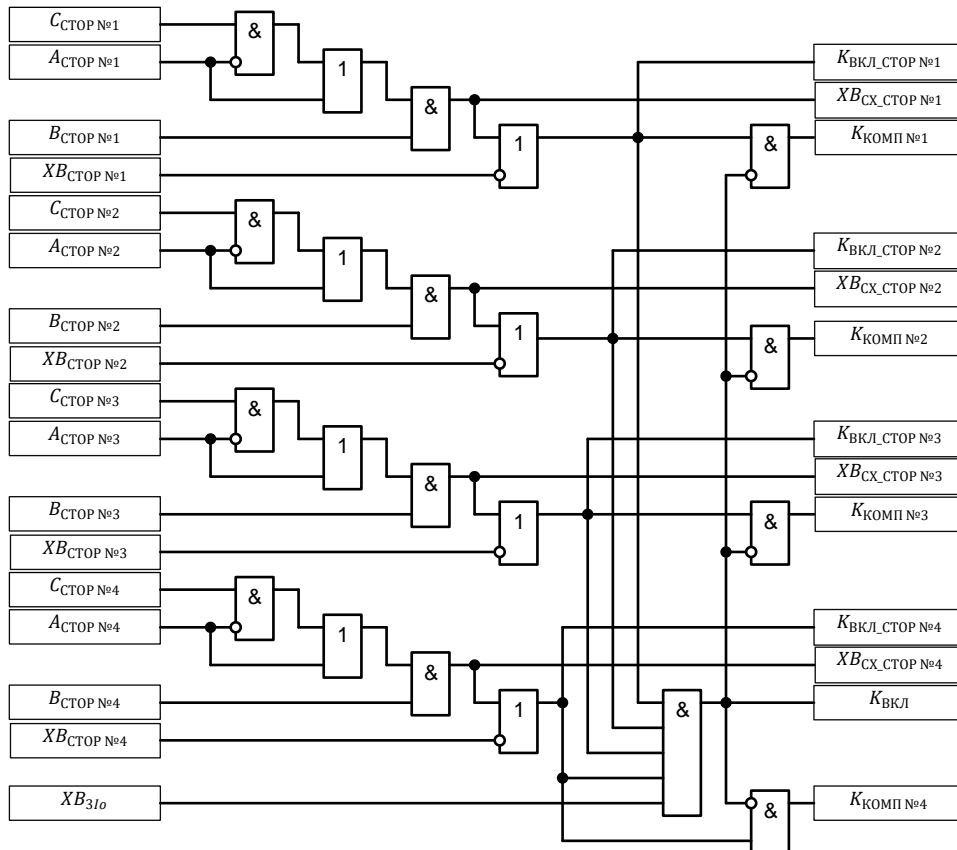 C СТОР №1
&
A СТОР №1
1
K ВКЛ_СТОР №1
&
XB СХ_СТОР №1
B СТОР №1
1
&
K КОМП №1
XB СТОР №1
C СТОР №2
&
A СТОР №2
1
K ВКЛ_СТОР №2
&
XB СХ_СТОР №2
B СТОР №2
1
&
K КОМП №2
XB СТОР №2
C СТОР №3
&
A СТОР №3
1
K ВКЛ_СТОР №3
&
XB СХ_СТОР №3
B СТОР №3
1
&
K КОМП №3
XB СТОР №3
C СТОР №4
&
A СТОР №4
1
K ВКЛ_СТОР №4
&
XB СХ_СТОР №4
B СТОР №4
1
&
K ВКЛ
XB СТОР №4
XB 3Io
&
K КОМП №4